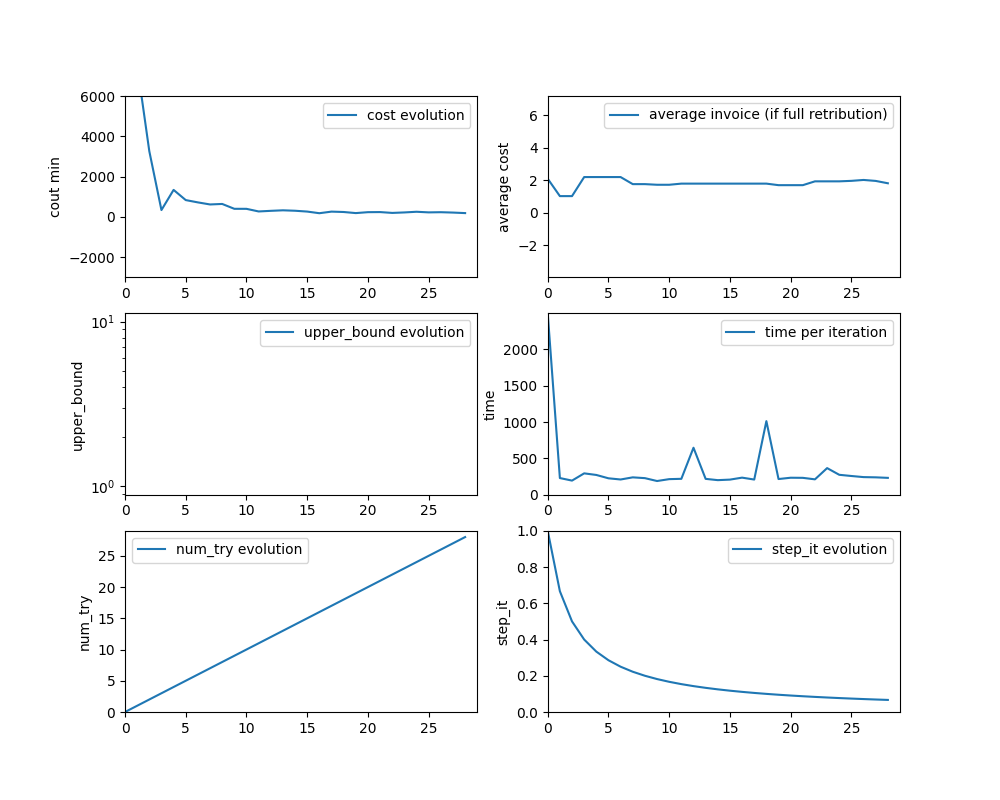 cost evolution
cout min
6000
4000
2000
0
−2000
0 5 10 15 20 25
average invoice (if full retribution)
average cost
6
4
2
0
−2
0 5 10 15 20 25
upper_bound evolution
upper_bound
10¹
10⁰
0 5 10 15 20 25
time per iteration
time
2000
1500
1000
500
0
0 5 10 15 20 25
num_try evolution
num_try
25
20
15
10
5
0
0 5 10 15 20 25
step_it evolution
step_it
1.0
0.8
0.6
0.4
0.2
0.0
0 5 10 15 20 25